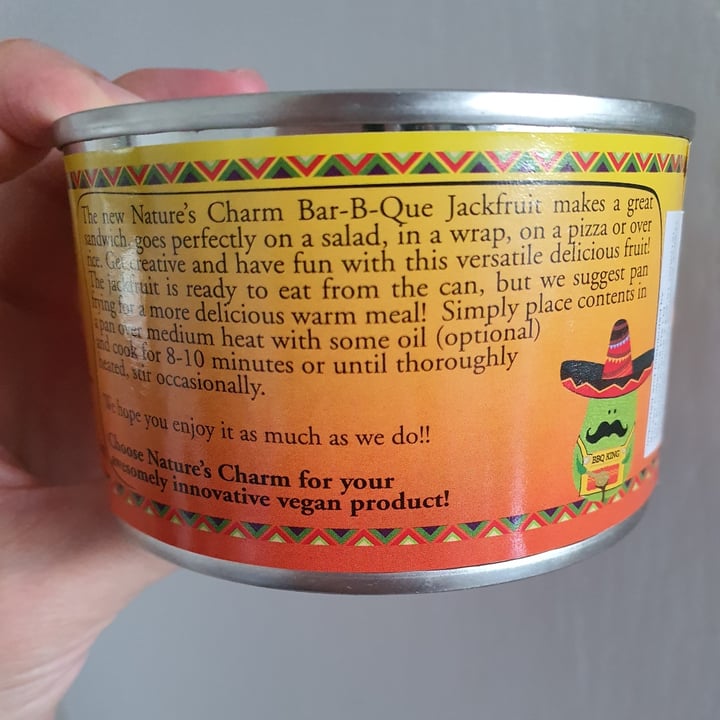 The new Nature's Charm Bar-B-Que Jackfruit makes a great
sandwich, goes perfectly on a salad, in a wrap, on a pizza or over
rice. Get creative and have fun with this versatile delicious fruit!
The jackfruit is ready to eat from the can, but we suggest pan
frying for a more delicious warm meal! Simply place contents in
a pan over medium heat with some oil (optional)
and cook for 8-10 minutes or until thoroughly
heated, stir occasionally.
We hope you enjoy it as much as we do!!
Choose Nature's Charm for your
awesomely innovative vegan product!
BBQ KING